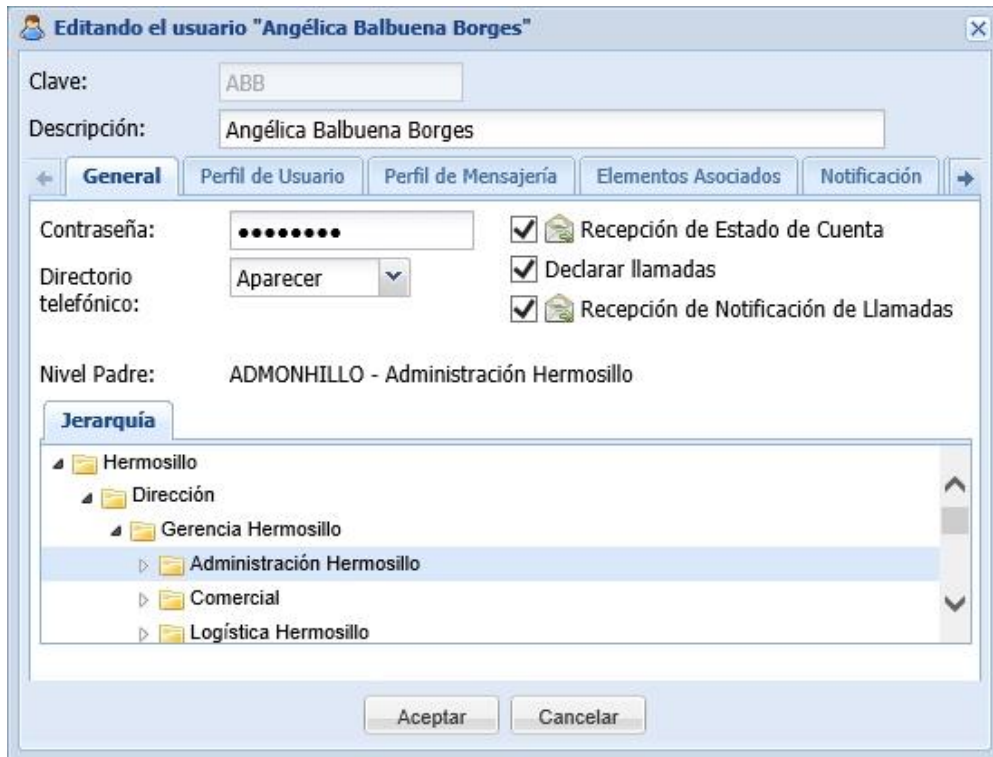 Editando el usuario "Angélica Balbuena Borges"
Clave: ABB
Descripción: Angélica Balbuena Borges
General Perfil de Usuario Perfil de Mensajería Elementos Asociados Notificación
Contraseña: ●●●●●●●● Recepción de Estado de Cuenta
Directorio telefónico: Aparecer Declarar llamadas
Recepción de Notificación de Llamadas
Nivel Padre: ADMONHILLO - Administración Hermosillo
Jerarquía
Hermosillo
Dirección
Gerencia Hermosillo
Administración Hermosillo
Comercial
Logística Hermosillo
Aceptar Cancelar